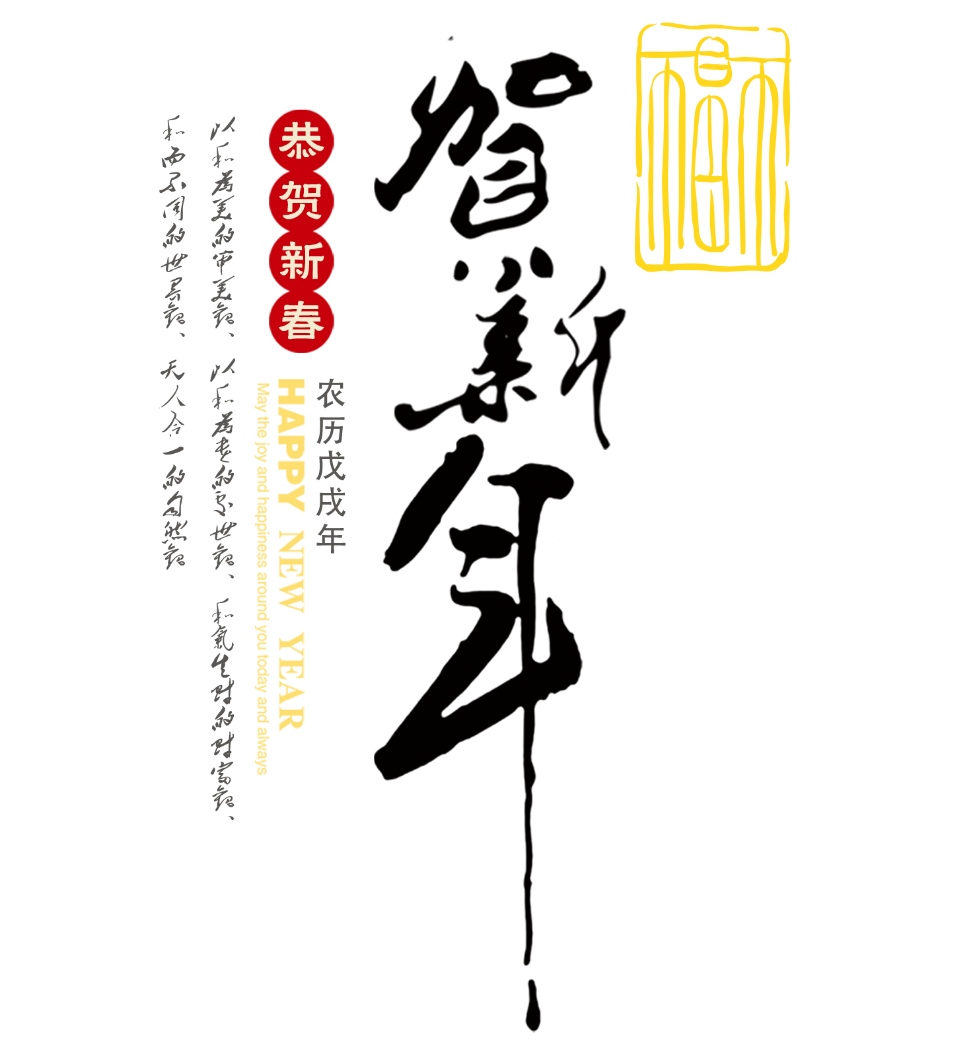 贺新年
恭贺新春
农历戊戌年
HAPPY NEW YEAR
May the joy and happiness around you today and always
以和为美的审美观、以和为贵的处世观、和气生财的财富观、
和而不同的世界观、天人合一的自然观